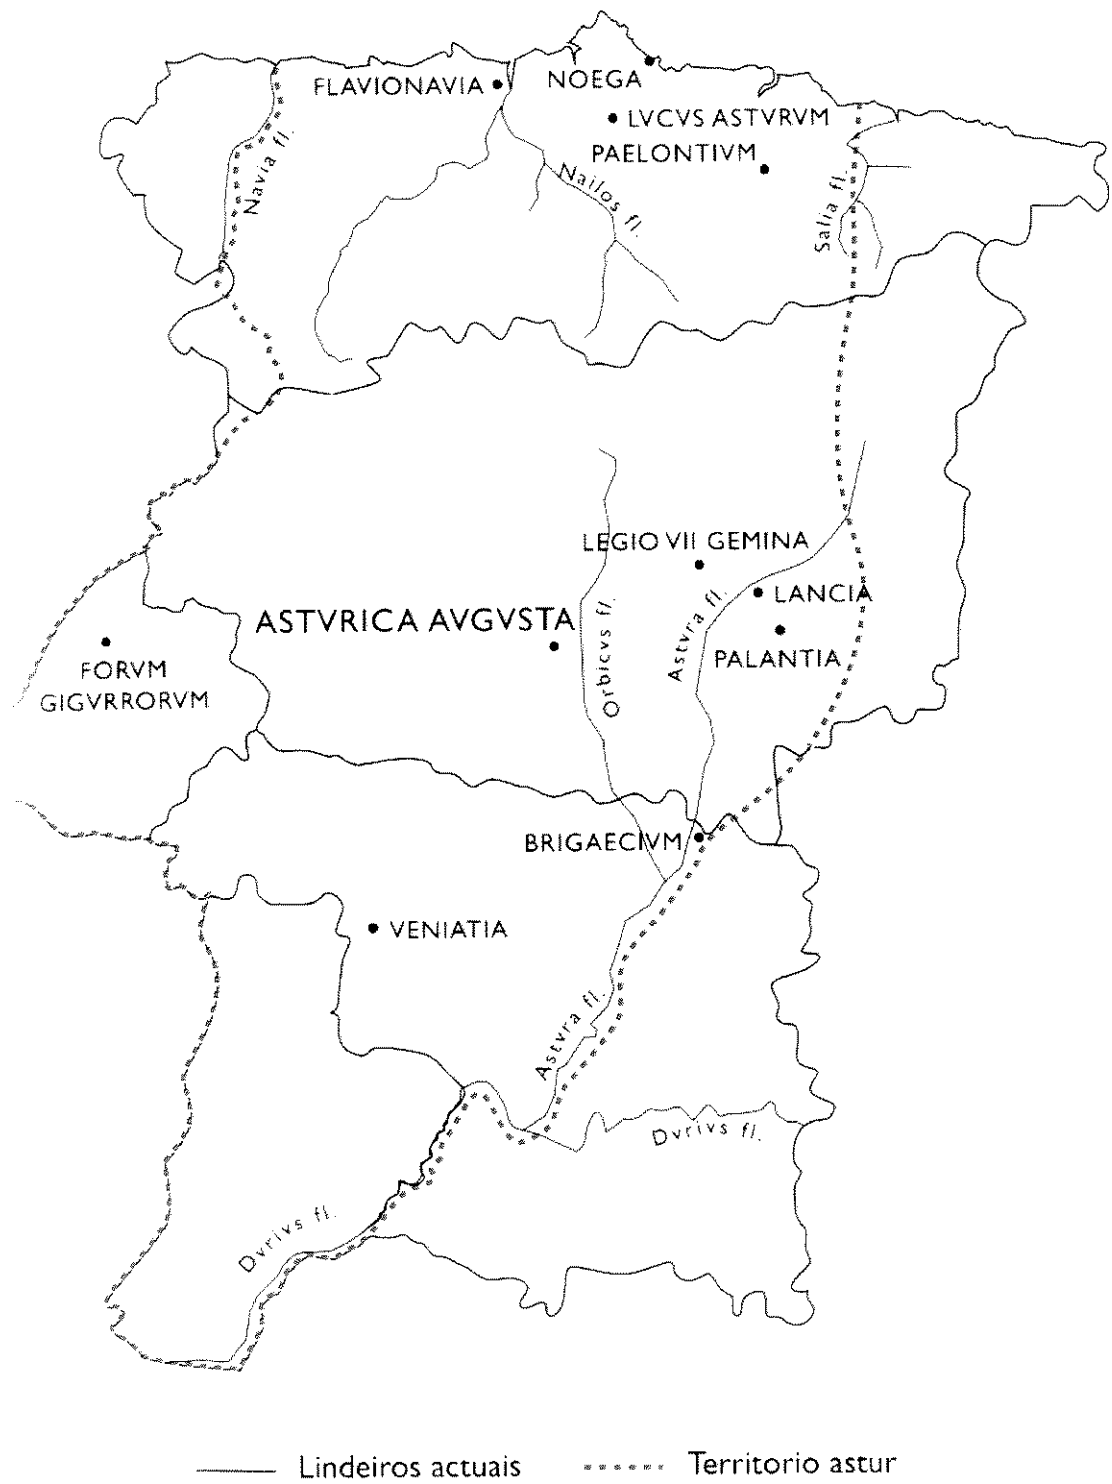 FLAVIONAVIA
NOEGA
LVCVS ASTVRVM
PAELONTIVM
Navia fl.
Nailos fl.
Salia fl.
LEGIO VII GEMINA
LANCIA
ASTVRICA AVGVSTA
Orbicvs fl.
Astvra fl.
PALANTIA
FORVM
GIGVRRORVM
BRIGAECIVM
VENIATIA
Astvra fl.
Dvrivs fl.
Dvrivs fl.
Lindeiros actuais
Territorio astur